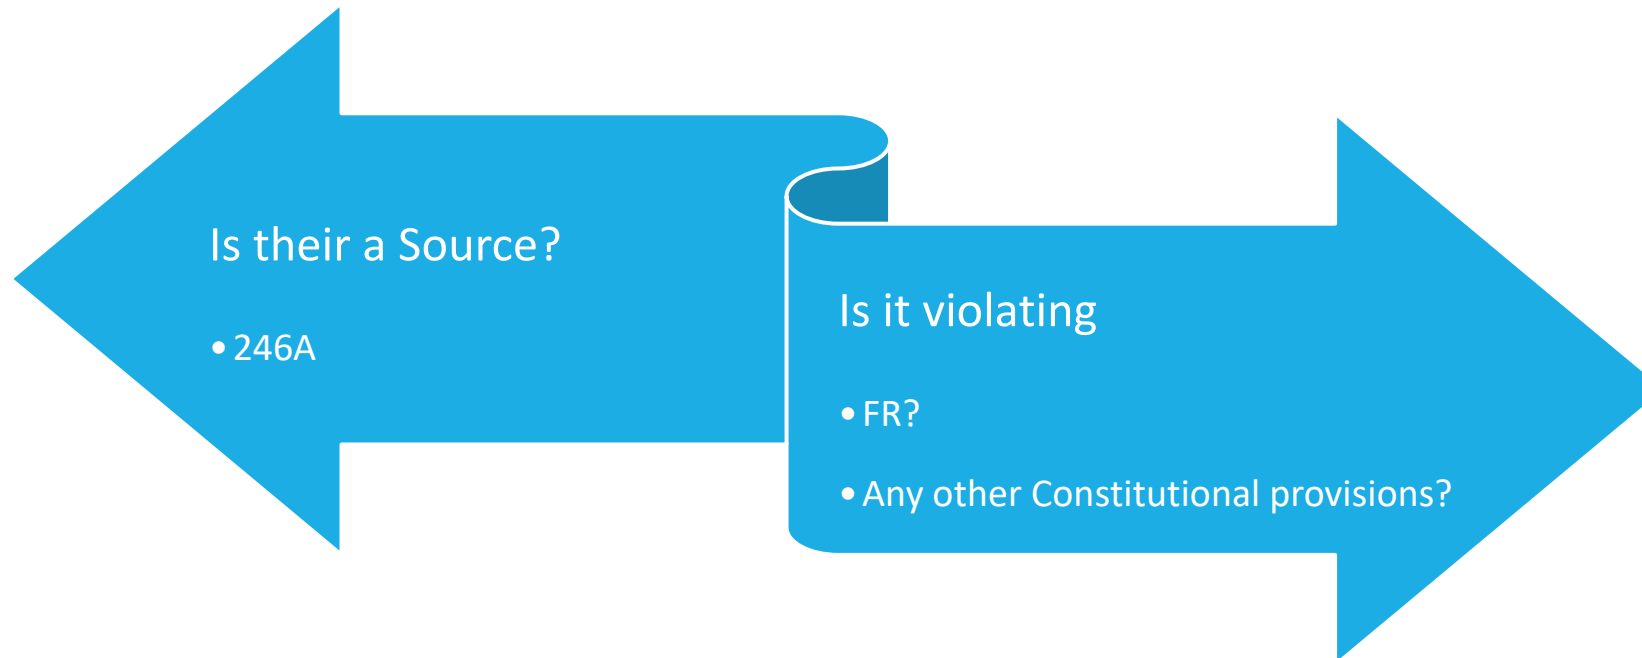 Is their a Source?
• 246A
Is it violating
• FR?
• Any other Constitutional provisions?